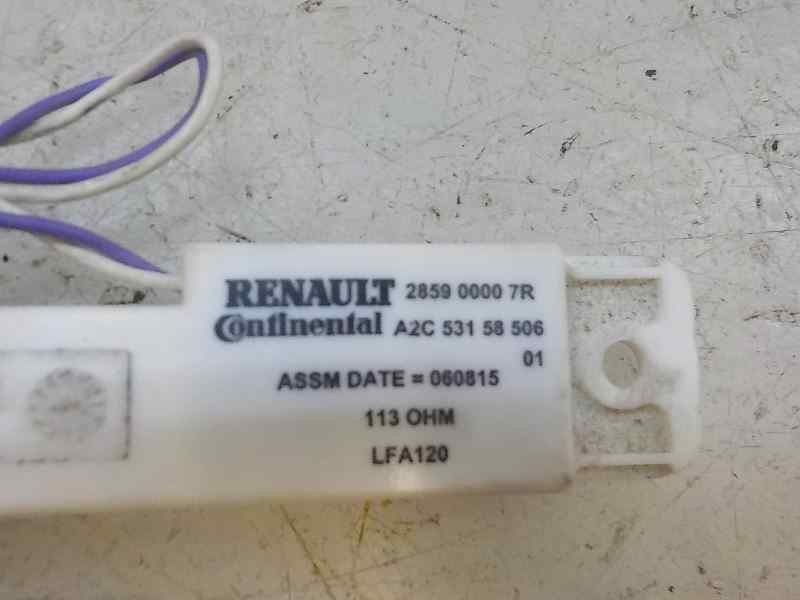 RENAULT 2859 0000 7R
Continental A2C 531 58 506
01
ASSM DATE = 060815
113 OHM
LFA120